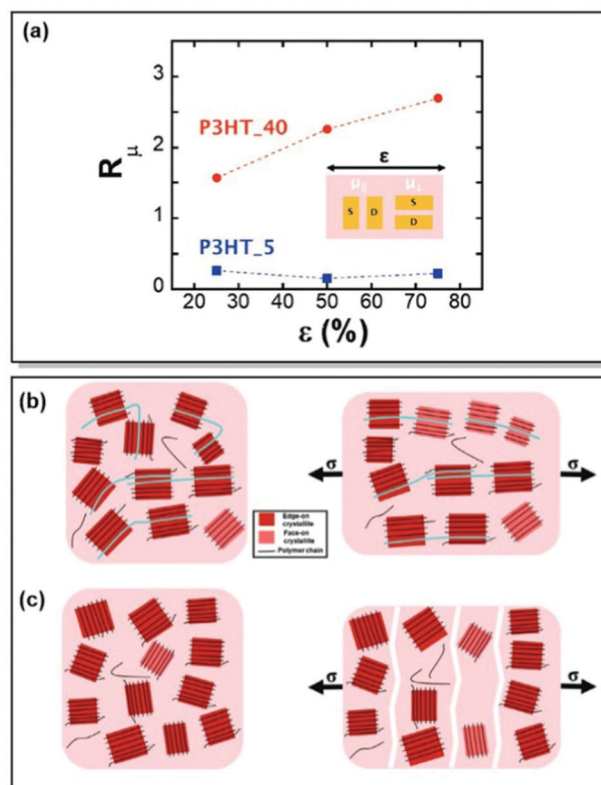 (a)
3
2
1
0
R
μ
P3HT_40
P3HT_5
ε
μ∥
μ⊥
S
D
S
D
20
30
40
50
60
70
80
ε (%)
(b)
σ
σ
Edge-on
crystallite
Face-on
crystallite
Polymer chain
(c)
σ
σ